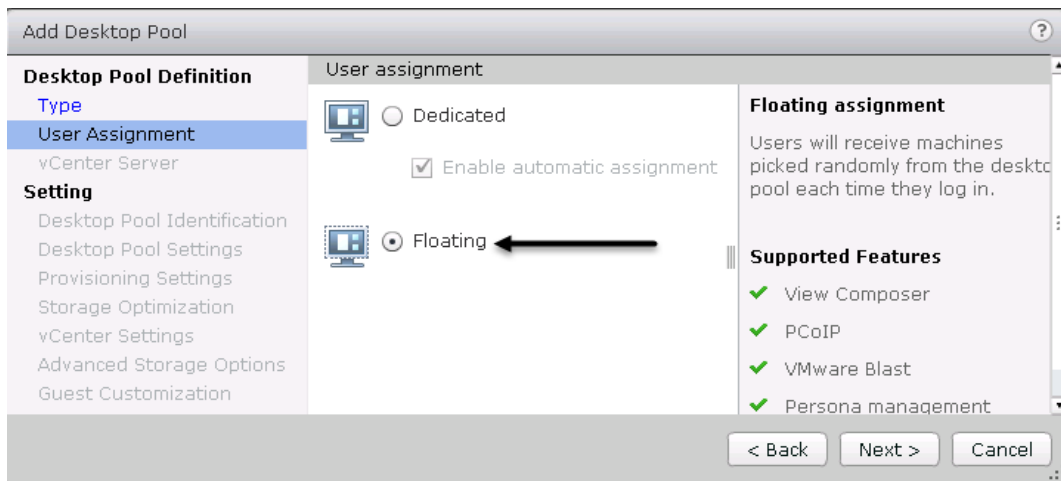 Add Desktop Pool
?
Desktop Pool Definition
Type
User Assignment
vCenter Server
Setting
Desktop Pool Identification
Desktop Pool Settings
Provisioning Settings
Storage Optimization
vCenter Settings
Advanced Storage Options
Guest Customization
User assignment
Dedicated
Enable automatic assignment
Floating
Floating assignment
Users will receive machines
picked randomly from the deskto
pool each time they log in.
Supported Features
View Composer
PCoIP
VMware Blast
Persona management
< Back
Next >
Cancel